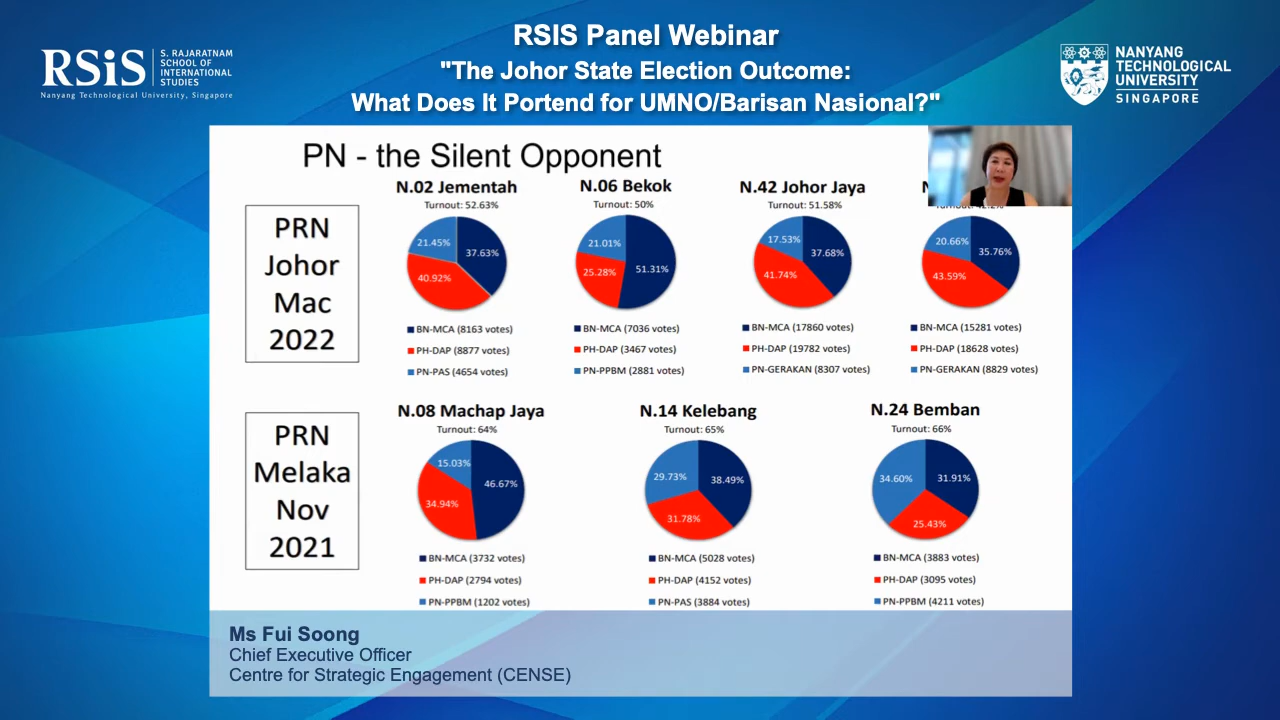 RSIS Panel Webinar
"The Johor State Election Outcome:
What Does It Portend for UMNO/Barisan Nasional?"
RSiS
S. RAJARATNAM
SCHOOL OF
INTERNATIONAL
STUDIES
Nanyang Technological University, Singapore
NANYANG
TECHNOLOGICAL
UNIVERSITY
SINGAPORE
PN - the Silent Opponent
PRN
Johor
Mac
2022
N.02 Jementah
Turnout: 52.63%
21.45%
37.63%
40.92%
BN-MCA (8163 votes)
PH-DAP (8877 votes)
PN-PAS (4654 votes)
N.06 Bekok
Turnout: 50%
21.01%
51.31%
25.28%
BN-MCA (7036 votes)
PH-DAP (3467 votes)
PN-PPBM (2881 votes)
N.42 Johor Jaya
Turnout: 51.58%
17.53%
37.68%
41.74%
BN-MCA (17860 votes)
PH-DAP (19782 votes)
PN-GERAKAN (8307 votes)
20.66%
35.76%
43.59%
BN-MCA (15281 votes)
PH-DAP (18628 votes)
PN-GERAKAN (8829 votes)
PRN
Melaka
Nov
2021
N.08 Machap Jaya
Turnout: 64%
15.03%
46.67%
34.94%
BN-MCA (3732 votes)
PH-DAP (2794 votes)
PN-PPBM (1202 votes)
N.14 Kelebang
Turnout: 65%
29.73%
38.49%
31.78%
BN-MCA (5028 votes)
PH-DAP (4152 votes)
PN-PAS (3884 votes)
N.24 Bemban
Turnout: 66%
34.60%
31.91%
25.43%
BN-MCA (3883 votes)
PH-DAP (3095 votes)
PN-PPBM (4211 votes)
Ms Fui Soong
Chief Executive Officer
Centre for Strategic Engagement (CENSE)